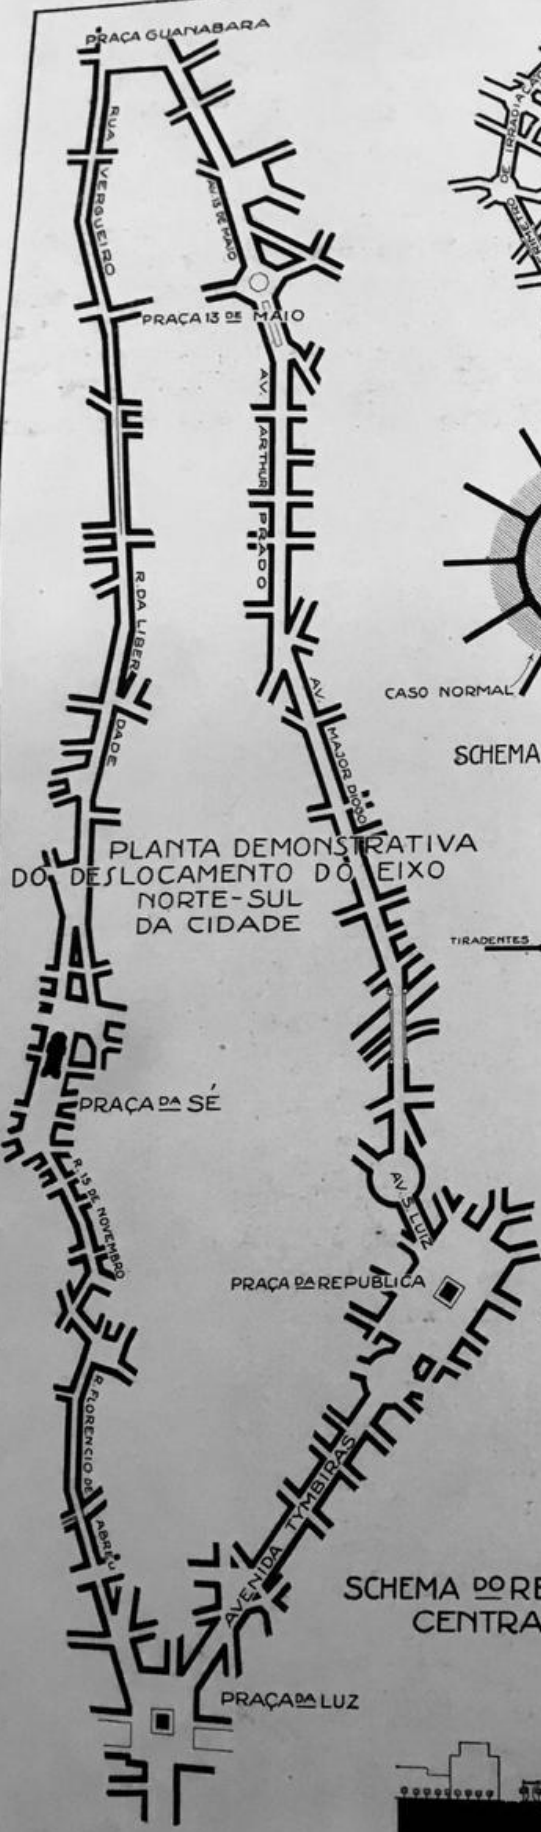 PRAÇA GUANABARA
RUA VERGUEIRO
AV. 13 DE MAIO
DE IRRADIA
PRAÇA 13 DE MAIO
AV. ARTHUR PRADO
R. DA LIBERDADE
CASO NORMAL
AV. MAJOR DIOGO
SCHEMA
PLANTA DEMONSTRATIVA
DO DESLOCAMENTO DO EIXO
NORTE-SUL
DA CIDADE
TIRADENTES
PRAÇA DA SÉ
R. 15 DE NOVEMBRO
AV. S. LUIZ
PRAÇA DA REPUBLICA
R. FLORENCIO DE ABREU
AVENIDA TYMBIRAS
SCHEMA DO RE
CENTRA
PRAÇA DA LUZ